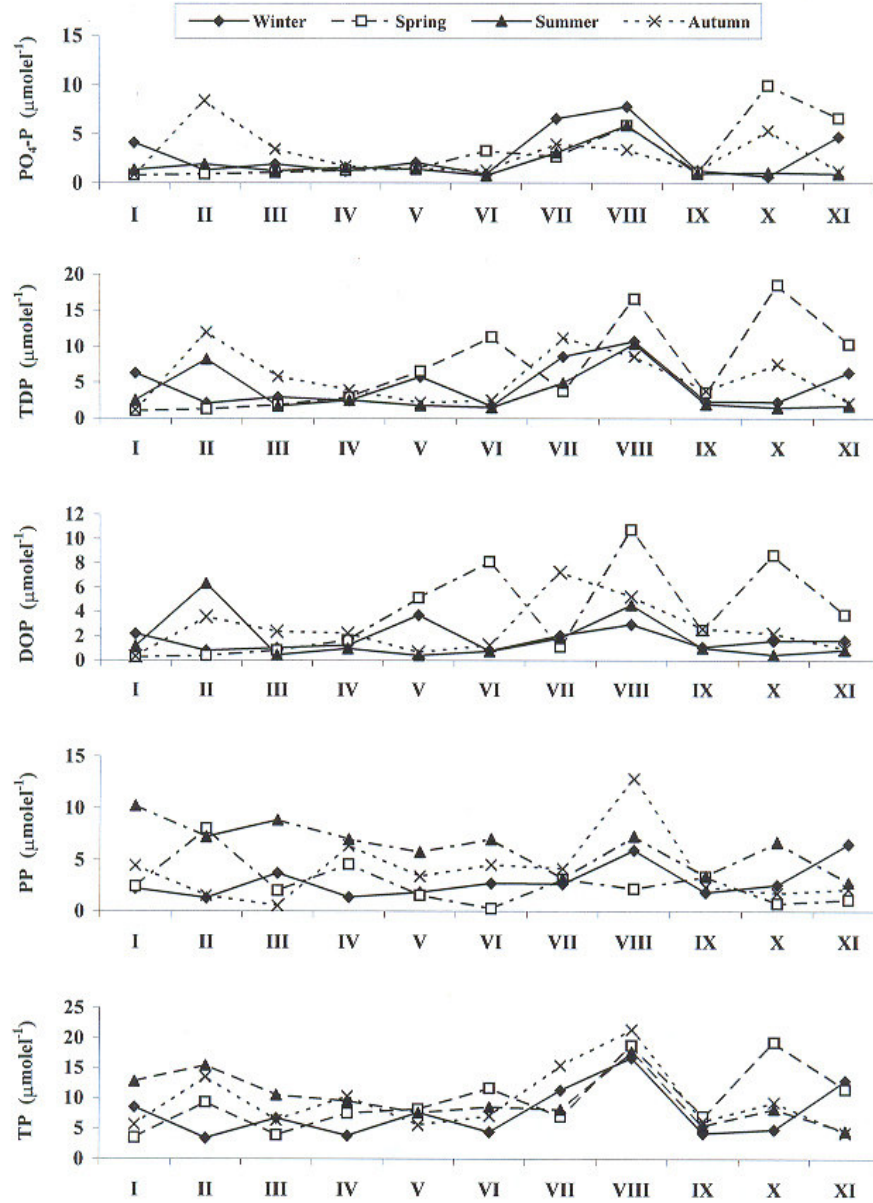 Winter Spring Summer Autumn
PO₄-P (µmolel⁻¹)
15
10
5
0
I II III IV V VI VII VIII IX X XI
TDP (µmolel⁻¹)
20
15
10
5
0
I II III IV V VI VII VIII IX X XI
DOP (µmolel⁻¹)
12
10
8
6
4
2
0
I II III IV V VI VII VIII IX X XI
PP (µmolel⁻¹)
15
10
5
0
I II III IV V VI VII VIII IX X XI
TP (µmolel⁻¹)
25
20
15
10
5
0
I II III IV V VI VII VIII IX X XI